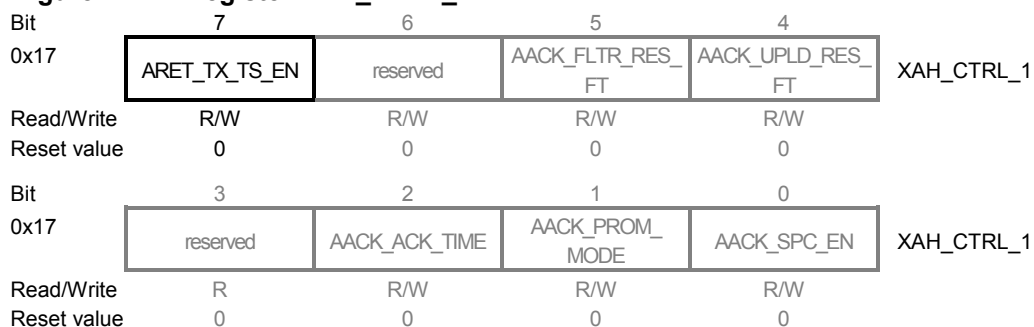 Bit 7 6 5 4
0x17 ARET_TX_TS_EN reserved AACK_FLTR_RES_ AACK_UPLD_RES_ XAH_CTRL_1
FT FT
Read/Write R/W R/W R/W R/W
Reset value 0 0 0 0
Bit 3 2 1 0
0x17 reserved AACK_ACK_TIME AACK_PROM_ AACK_SPC_EN XAH_CTRL_1
MODE
Read/Write R R/W R/W R/W
Reset value 0 0 0 0